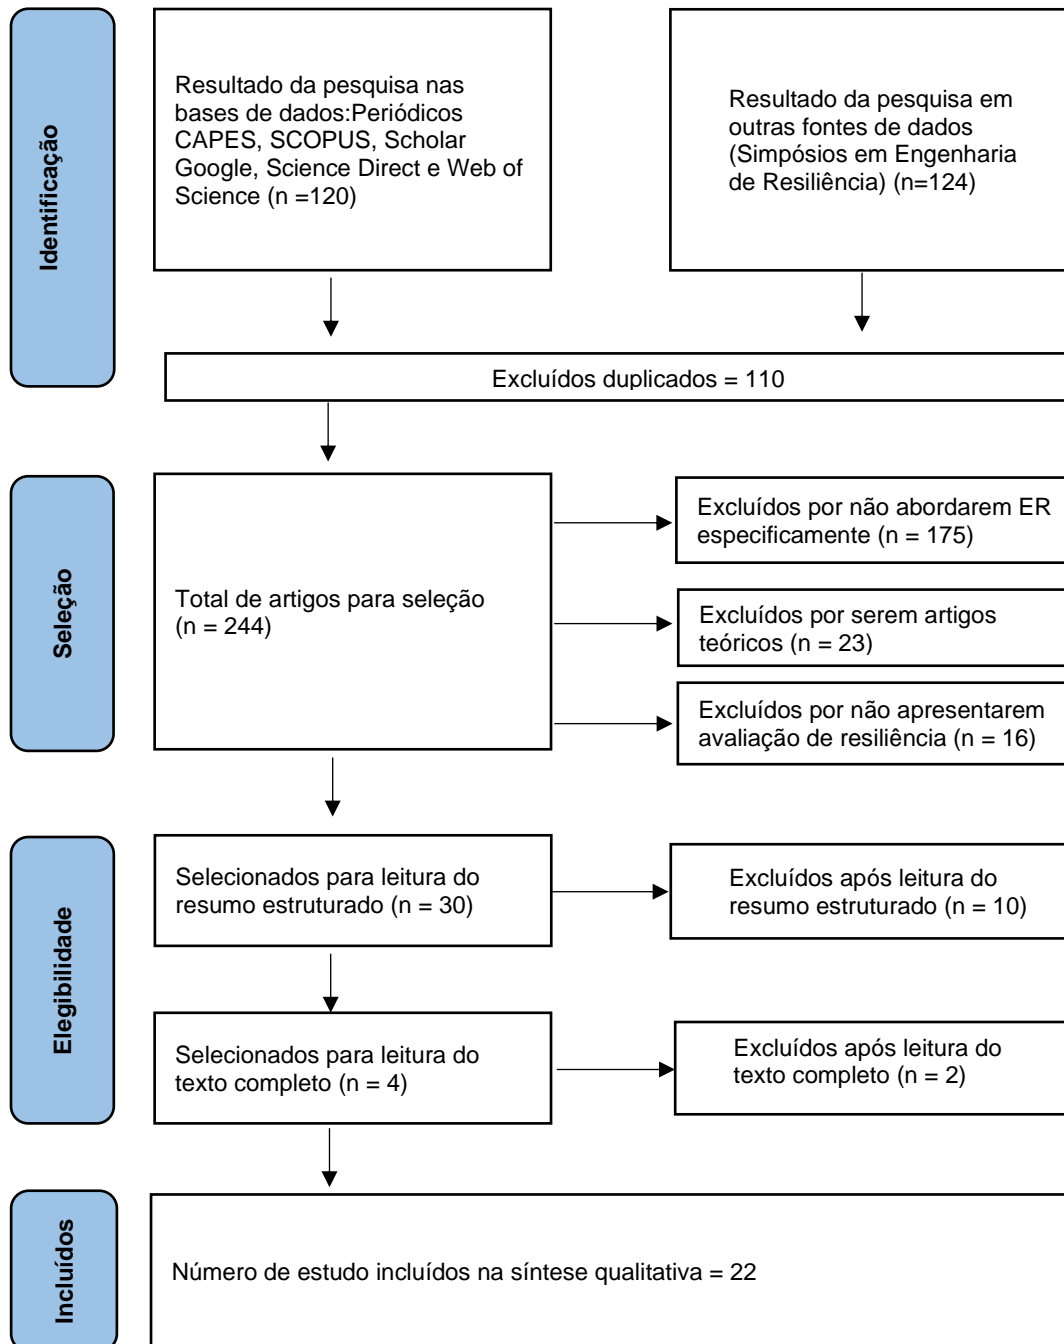 Identificação
Resultado da pesquisa nas
bases de dados:Periódicos
CAPES, SCOPUS, Scholar
Google, Science Direct e Web of
Science (n =120)
Resultado da pesquisa em
outras fontes de dados
(Simpósios em Engenharia
de Resiliência) (n=124)
Excluídos duplicados = 110
Seleção
Total de artigos para seleção
(n = 244)
Excluídos por não abordarem ER
especificamente (n = 175)
Excluídos por serem artigos
teóricos (n = 23)
Excluídos por não apresentarem
avaliação de resiliência (n = 16)
Elegibilidade
Selecionados para leitura do
resumo estruturado (n = 30)
Excluídos após leitura do
resumo estruturado (n = 10)
Selecionados para leitura do
texto completo (n = 4)
Excluídos após leitura do
texto completo (n = 2)
Incluídos
Número de estudo incluídos na síntese qualitativa = 22